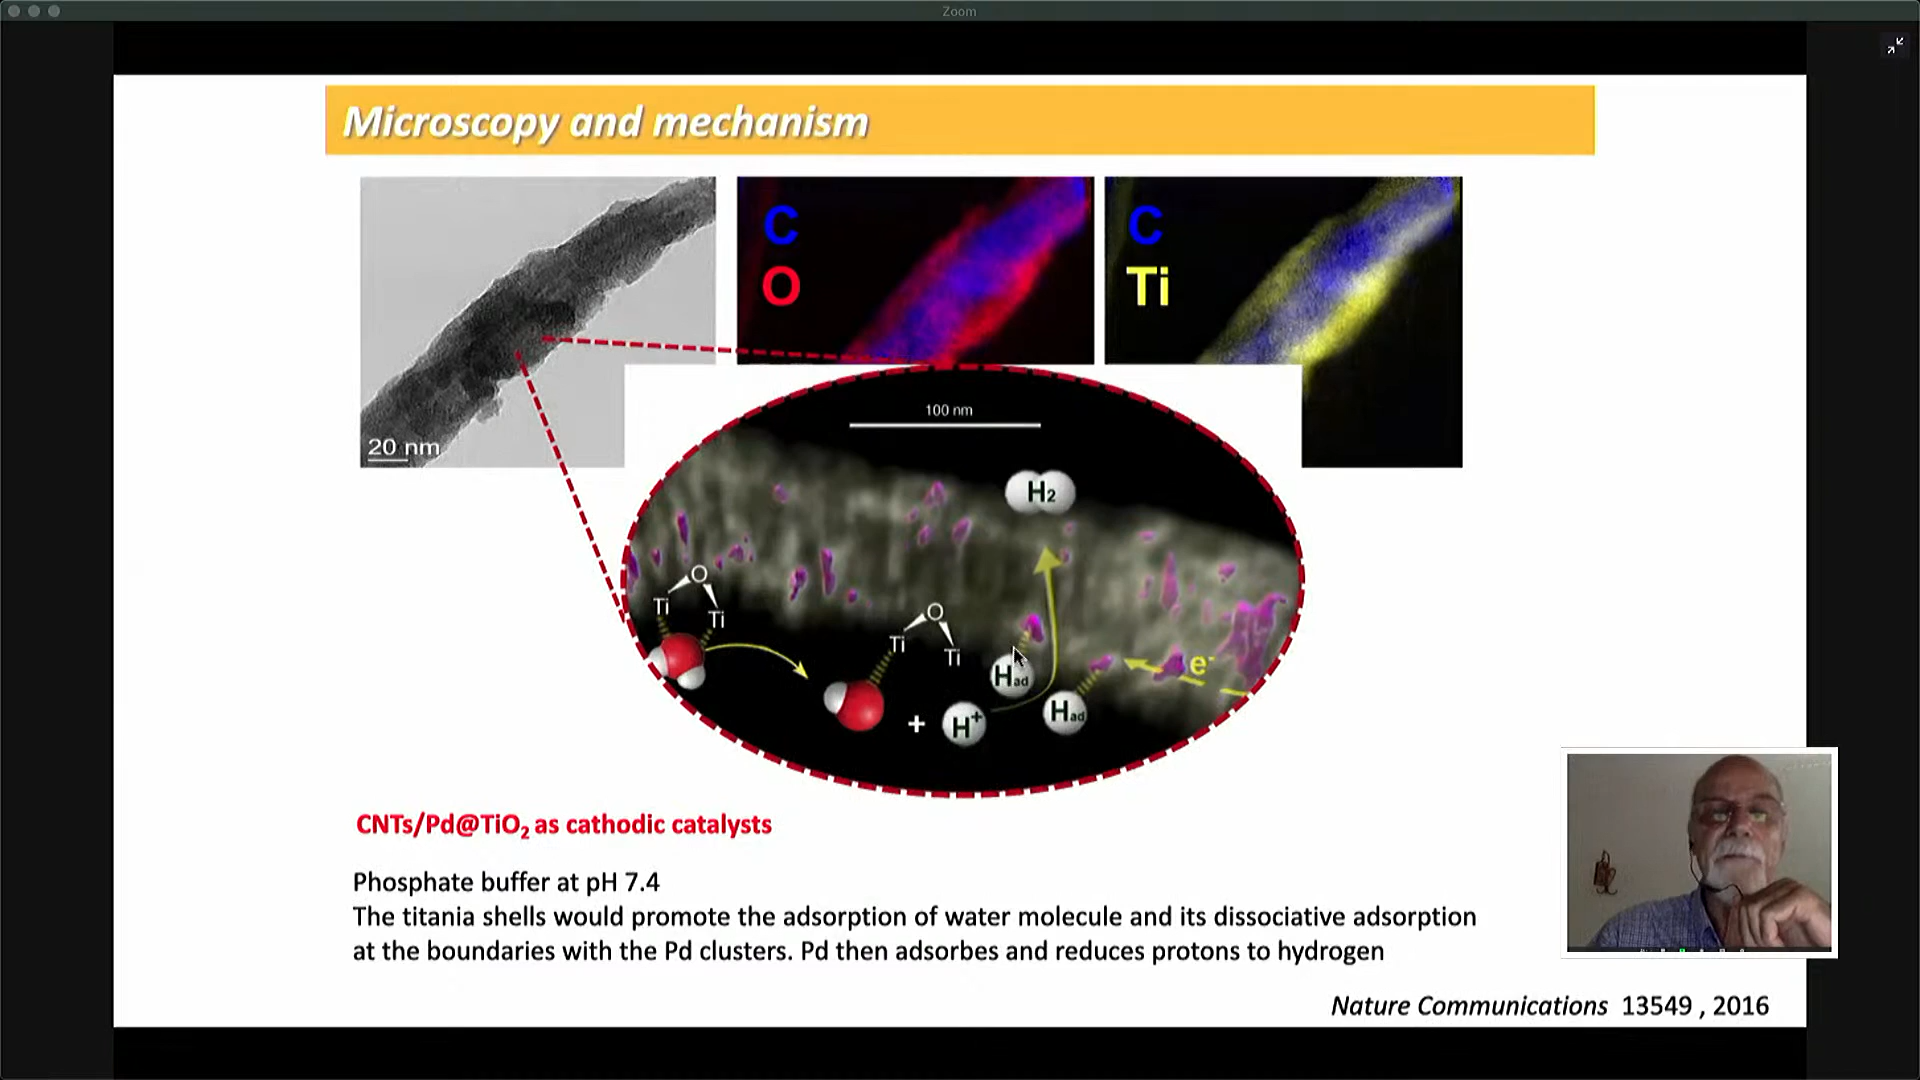 Zoom
Microscopy and mechanism
C
O
C
Ti
20 nm
100 nm
H2
O
Ti
Ti
O
Ti
Ti
e-
Had
Had
+
H+
CNTs/Pd@TiO2 as cathodic catalysts
Phosphate buffer at pH 7.4
The titania shells would promote the adsorption of water molecule and its dissociative adsorption
at the boundaries with the Pd clusters. Pd then adsorbes and reduces protons to hydrogen
Nature Communications 13549 , 2016